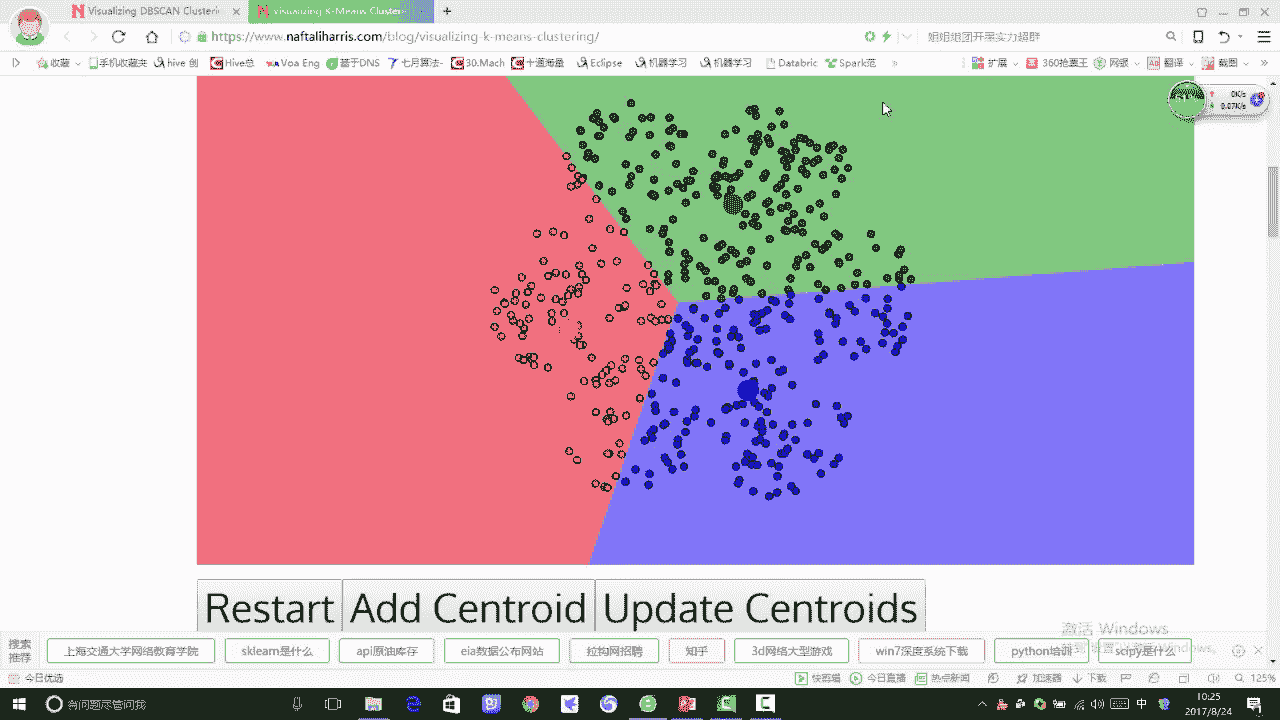 Visualizing DBSCAN Clusterin
Visualizing K-Means Cluster
https://www.naftaliharris.com/blog/visualizing-k-means-clustering/
姐姐团开黑实力超群
收藏 手机收藏夹 hive 创 Hive总 Voa Eng 基于DNS 七月算法- 30.Mach 十道海量 Eclipse 机器学习 机器学习 Databric Spark范 » 扩展 360抢票王 网银 翻译 截图 »
0K/s
0.07K/s
Restart Add Centroid Update Centroids
激活 Windows
搜索
推荐
上海交通大学网络教育学院 sklearn是什么 api文档库存 eia数据公布网站 拉构网招聘 知乎 3d网络大型游戏 win7深度系统下载 python培训 scipy是什么
今日优选 快剪辑 今日直播 热点新闻 加速器 下载 125%
有问题尽管问我 中 10:25
2017/8/24